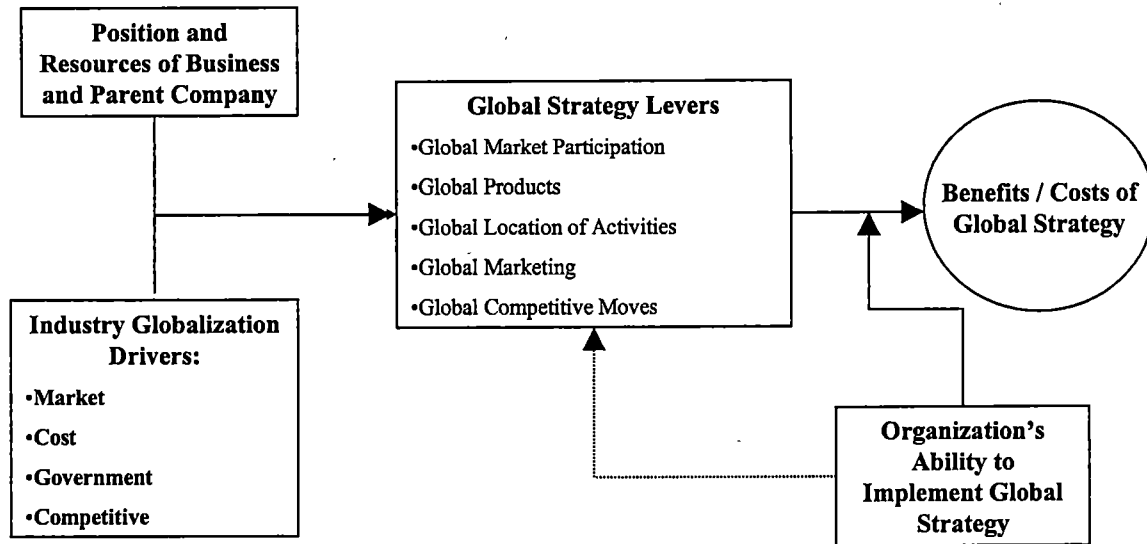 Position and
Resources of Business
and Parent Company
Global Strategy Levers
•Global Market Participation
•Global Products
•Global Location of Activities
•Global Marketing
•Global Competitive Moves
Benefits / Costs of
Global Strategy
Industry Globalization
Drivers:
•Market
•Cost
•Government
•Competitive
Organization's
Ability to
Implement Global
Strategy